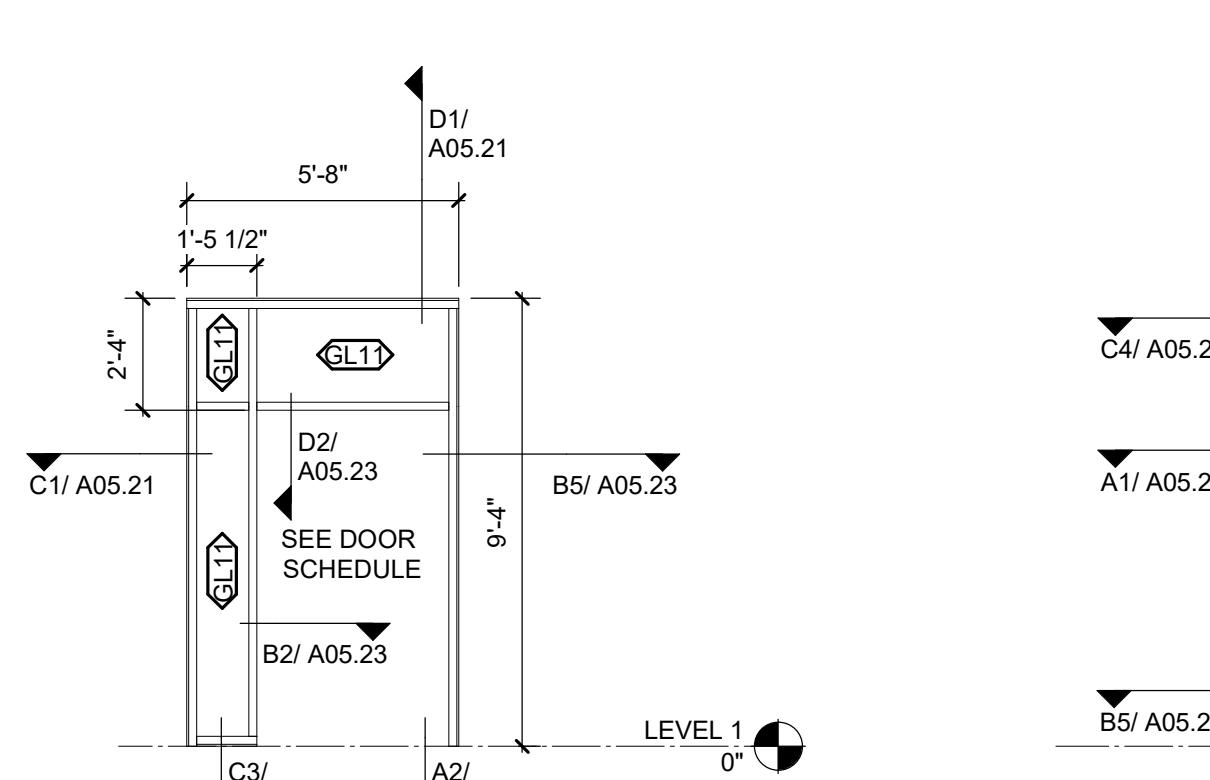 D1/
A05.21
5'-8"
1'-5 1/2"
2'-4"
GL11
GL11
C4/ A05.2
D2/
A05.23
C1/ A05.21
B5/ A05.23
A1/ A05.2
9'-4"
SEE DOOR
SCHEDULE
GL11
B2/ A05.23
B5/ A05.2
LEVEL 1
0"
C3/
A2/